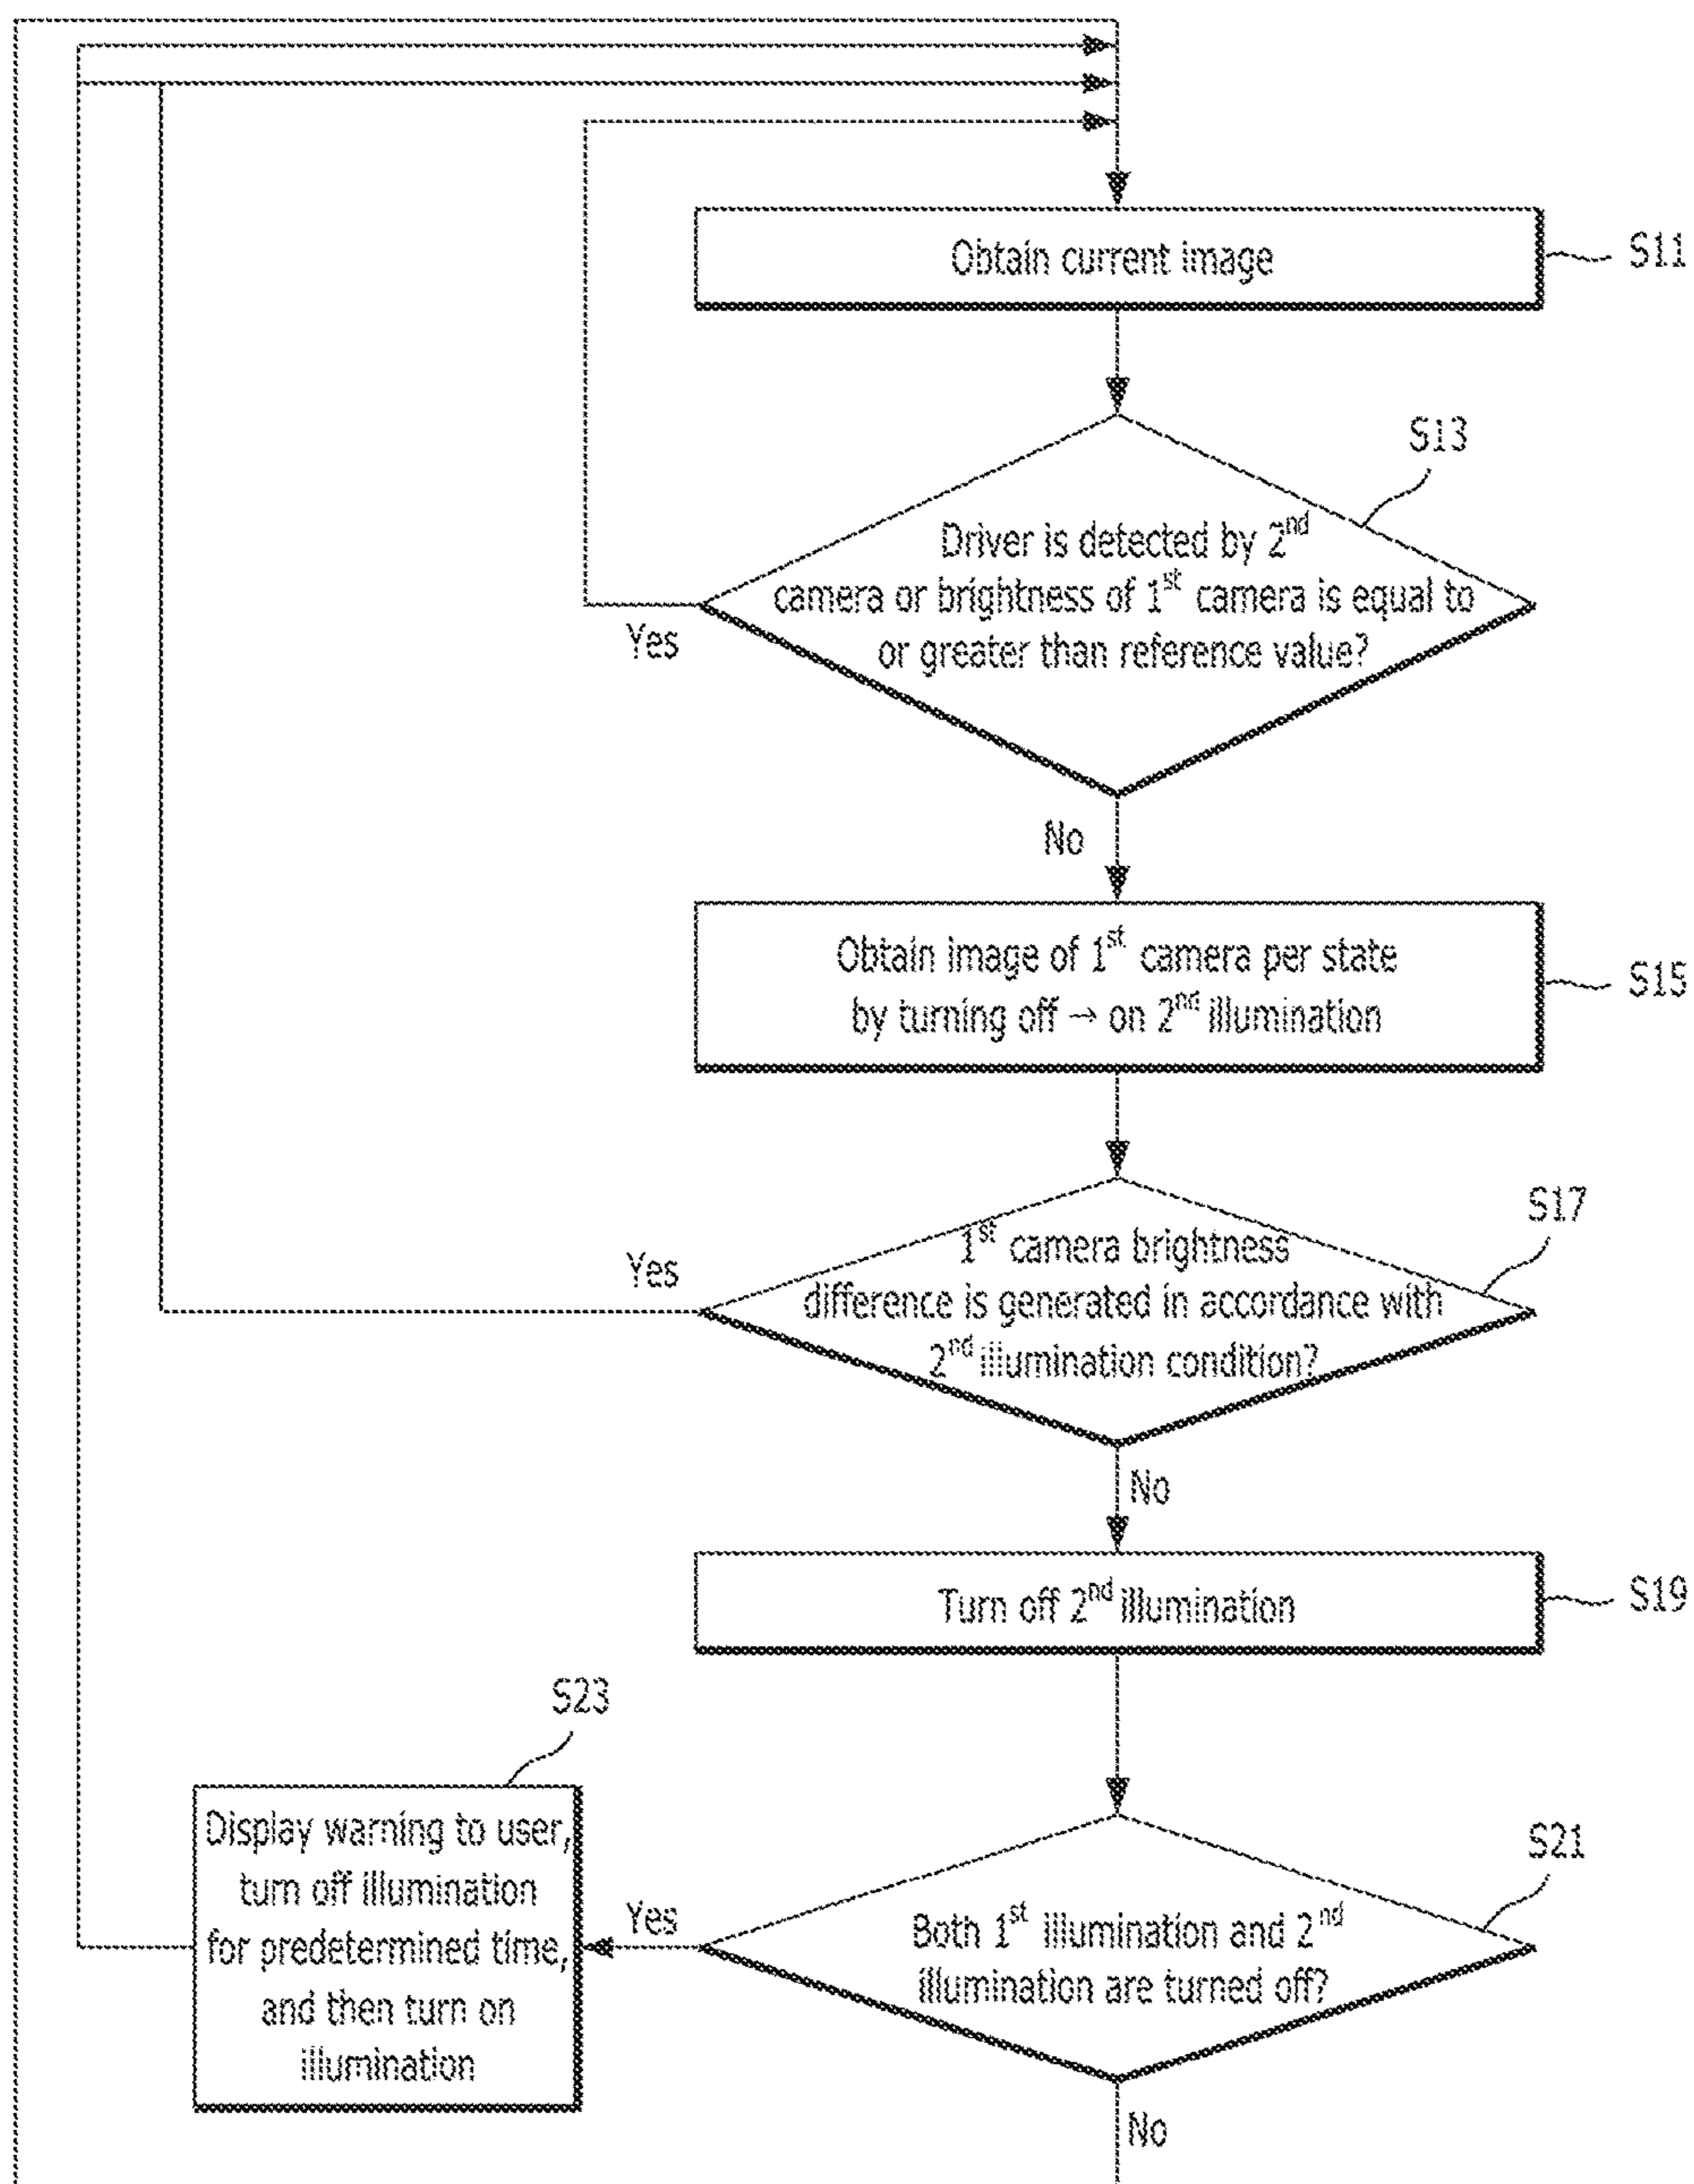 Obtain current image
S11
S13
Driver is detected by 2nd
camera or brightness of 1st camera is equal to
or greater than reference value?
Yes
No
Obtain image of 1st camera per state
by turning off → on 2nd illumination
S15
S17
1st camera brightness
difference is generated in accordance with
2nd illumination condition?
Yes
No
Turn off 2nd illumination
S19
S23
Display warning to user,
turn off illumination
for predetermined time,
and then turn on
illumination
S21
Yes
Both 1st illumination and 2nd
illumination are turned off?
No